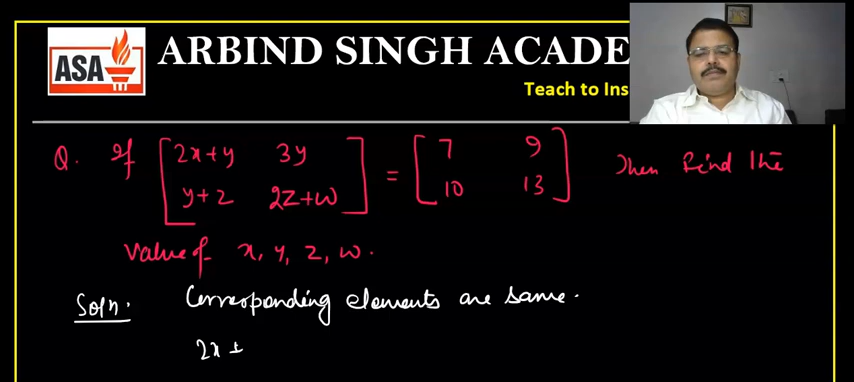 ASA ARBIND SINGH ACADE
Teach to Ins
Q. If [2x+y 3y] = [7 9] Then Find the
[y+z 2z+w] [10 13]
Value of x, y, z, w.
Soln. Corresponding elements are same.
2x +